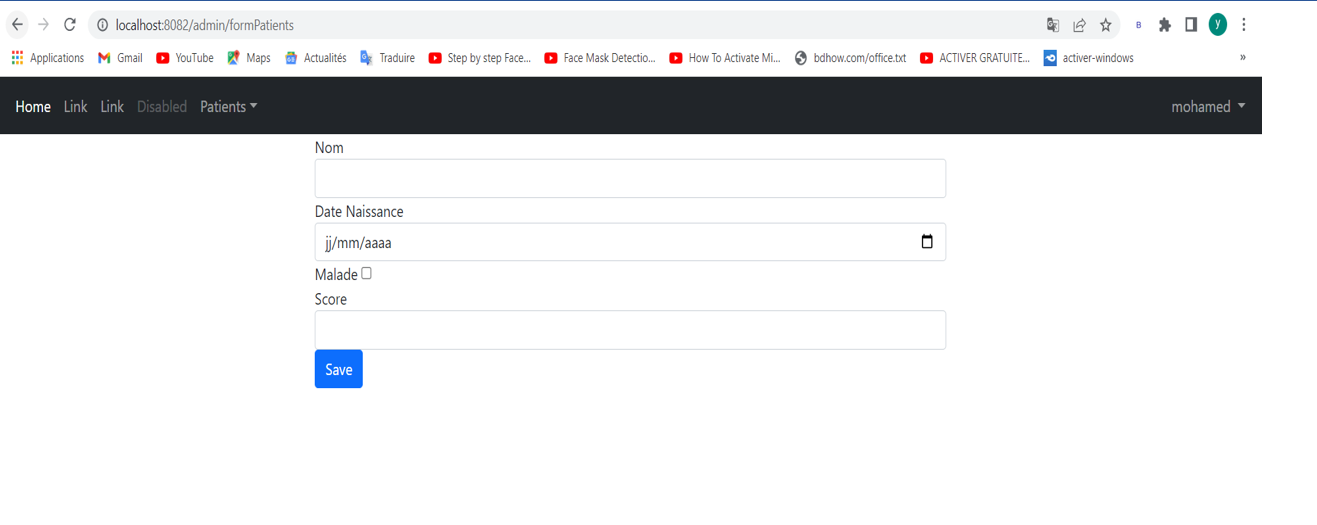 localhost:8082/admin/formPatients B y
Applications Gmail YouTube Maps Actualités Traduire Step by step Face... Face Mask Detectio... How To Activate Mi... bdhow.com/office.txt ACTIVER GRATUITE... activer-windows »
Home Link Link Disabled Patients mohamed
Nom
Date Naissance
jj/mm/aaaa
Malade
Score
Save